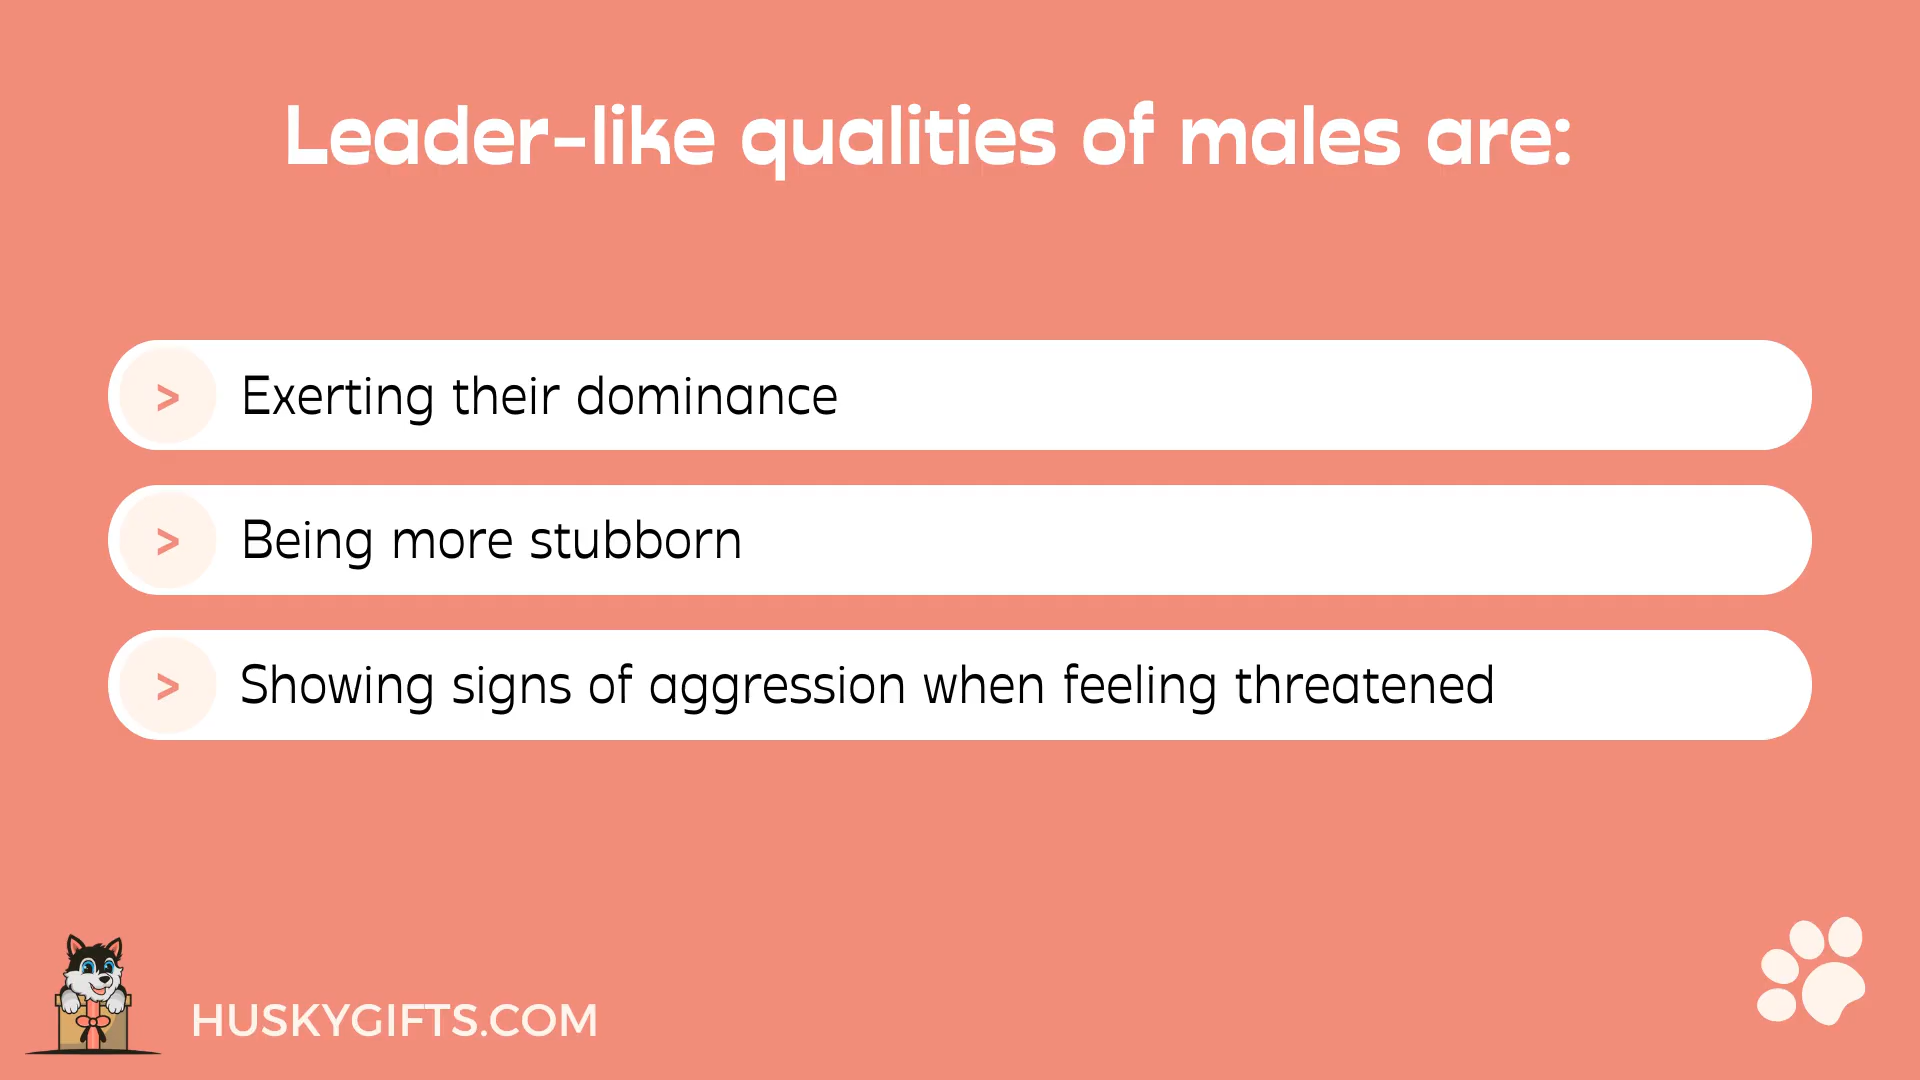 Leader-like qualities of males are:
> Exerting their dominance
> Being more stubborn
> Showing signs of aggression when feeling threatened
HUSKYGIFTS.COM